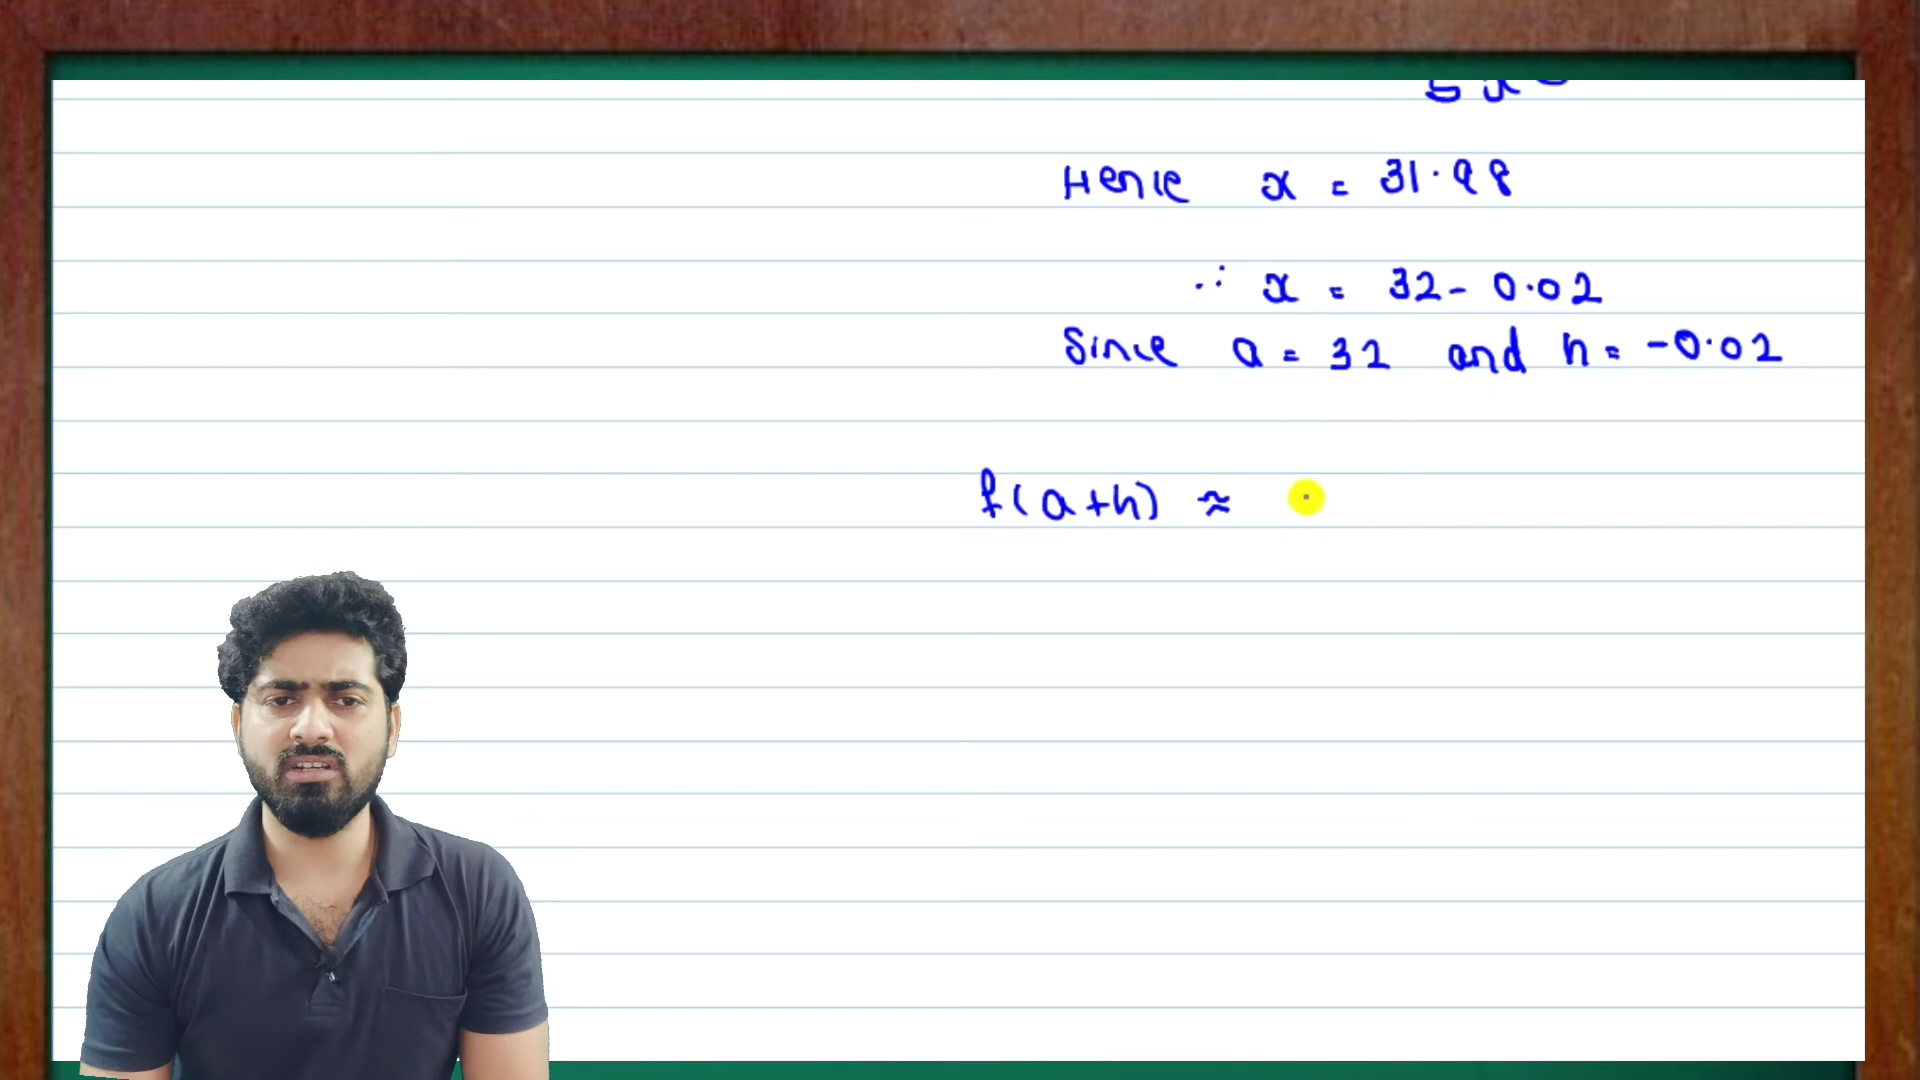 Hence x = 31.98
∴ x = 32 - 0.02
Since a = 32 and h = -0.02
f(a+h) ≈